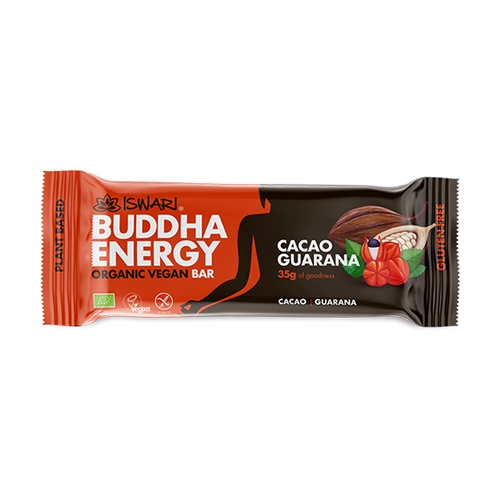 PLANT BASED
ISWARI®
BUDDHA
ENERGY
ORGANIC VEGAN BAR
Vegan
CACAO
GUARANA
35g of goodness
CACAO | GUARANA
GLUTEN FREE